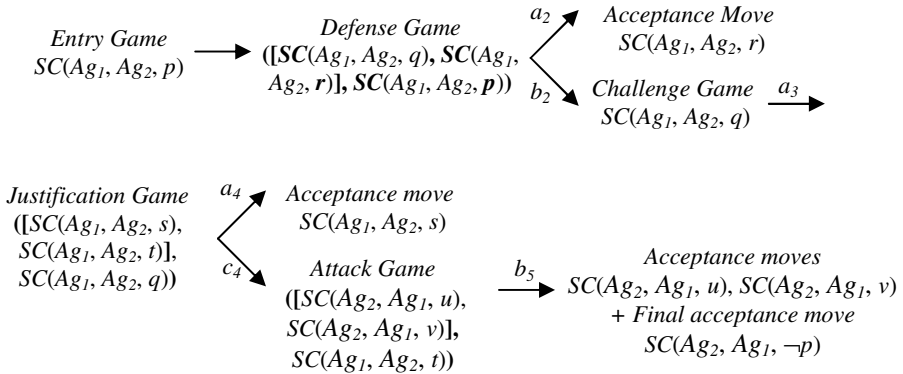 Entry Game
SC(Ag1, Ag2, p)
Defense Game
([SC(Ag1, Ag2, q), SC(Ag1,
Ag2, r)], SC(Ag1, Ag2, p))
a2
b2
Acceptance Move
SC(Ag1, Ag2, r)
Challenge Game
SC(Ag1, Ag2, q)
a3
Justification Game
([SC(Ag1, Ag2, s),
SC(Ag1, Ag2, t)],
SC(Ag1, Ag2, q))
a4
c4
Acceptance move
SC(Ag1, Ag2, s)
Attack Game
([SC(Ag2, Ag1, u),
SC(Ag2, Ag1, v)],
SC(Ag1, Ag2, t))
b5
Acceptance moves
SC(Ag2, Ag1, u), SC(Ag2, Ag1, v)
+ Final acceptance move
SC(Ag2, Ag1, ¬p)